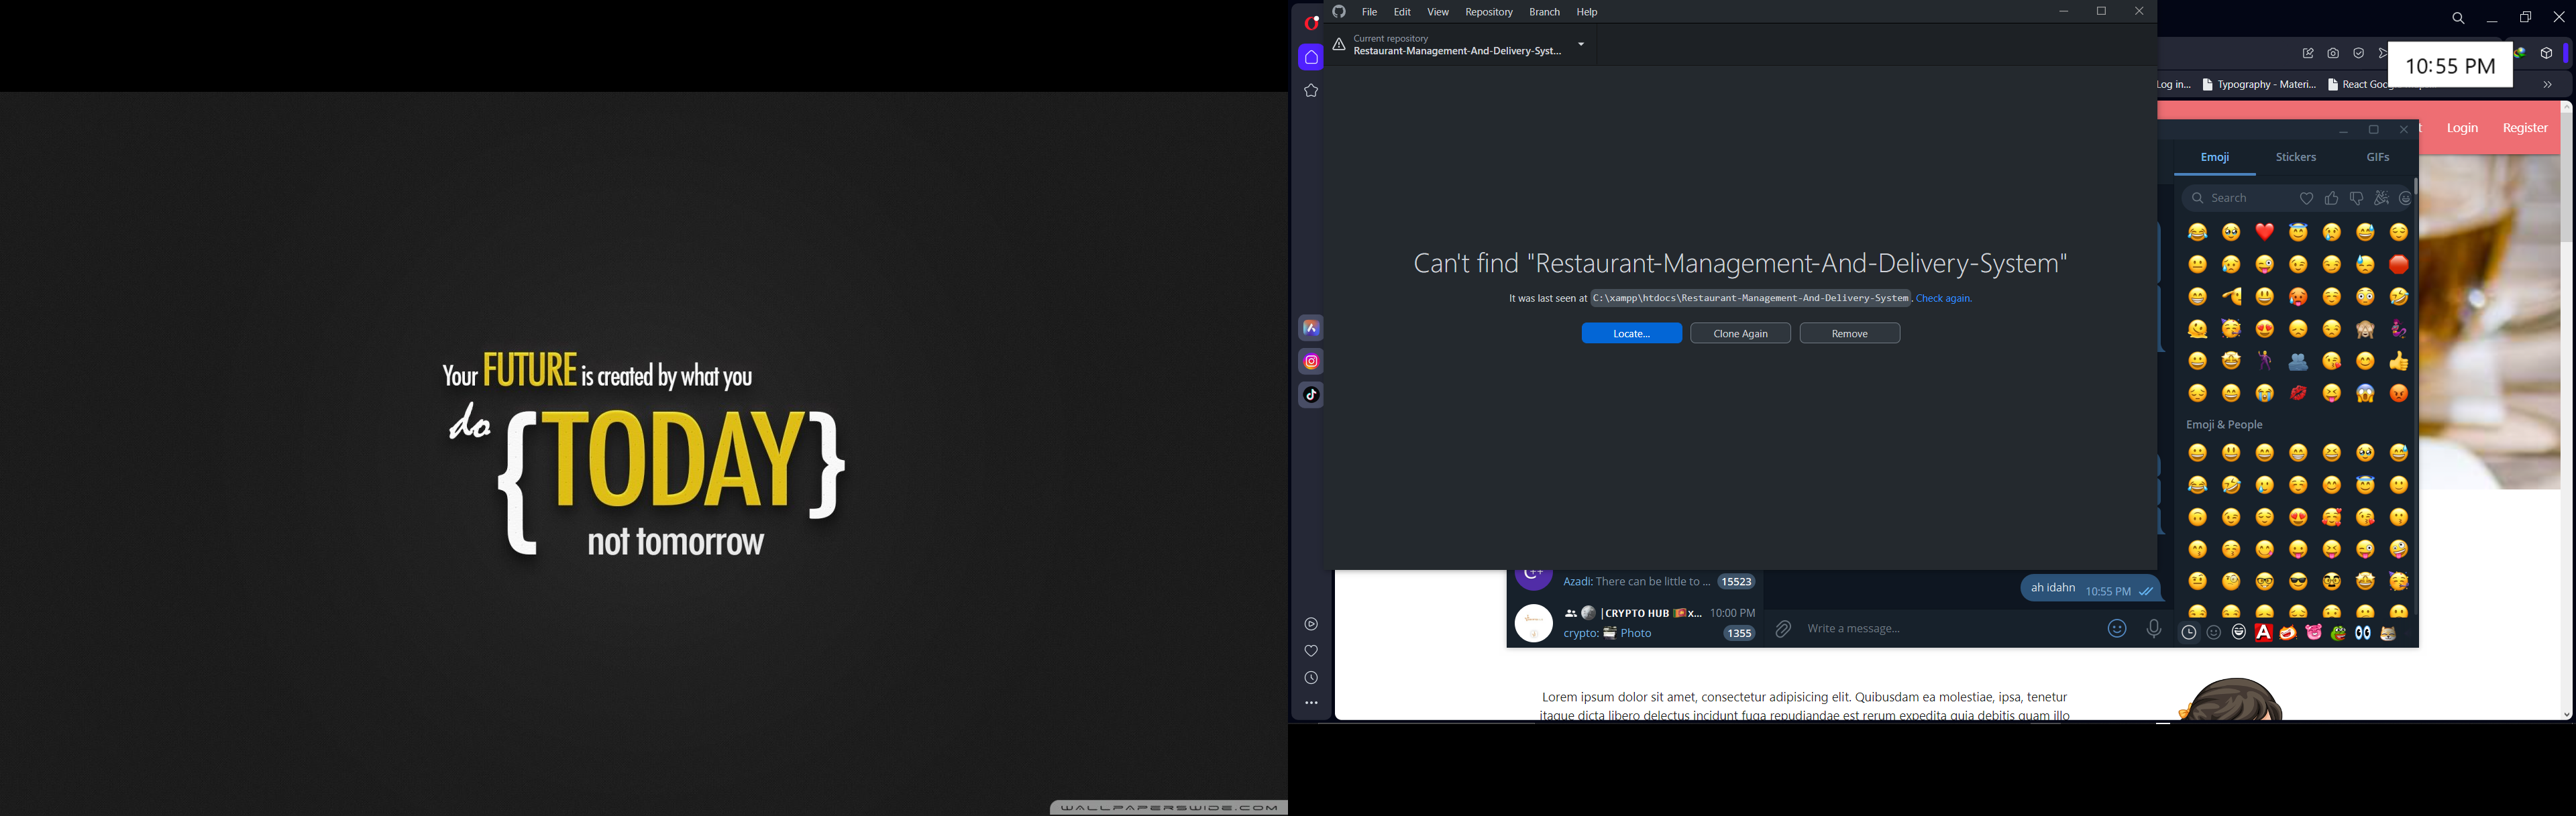 Your FUTURE is created by what you
do {TODAY}
not tomorrow
WALLPAPERSWIDE.COM
File Edit View Repository Branch Help
Current repository
Restaurant-Management-And-Delivery-Syst...
Can't find "Restaurant-Management-And-Delivery-System"
It was last seen at C:\xampp\htdocs\Restaurant-Management-And-Delivery-System. Check again.
Locate...
Clone Again
Remove
10:55 PM
Log in...
Typography - Materi...
React Goo
Login
Register
Emoji
Stickers
GIFs
Search
Emoji & People
C++
Azadi: There can be little to ... 15523
|CRYPTO HUB x... 10:00 PM
crypto: Photo 1355
ah idahn 10:55 PM
Write a message...
Lorem ipsum dolor sit amet, consectetur adipisicing elit. Quibusdam ea molestiae, ipsa, tenetur
itaque dicta libero delectus incidunt fuga repudiandae est rerum expedita quia debitis quam illo